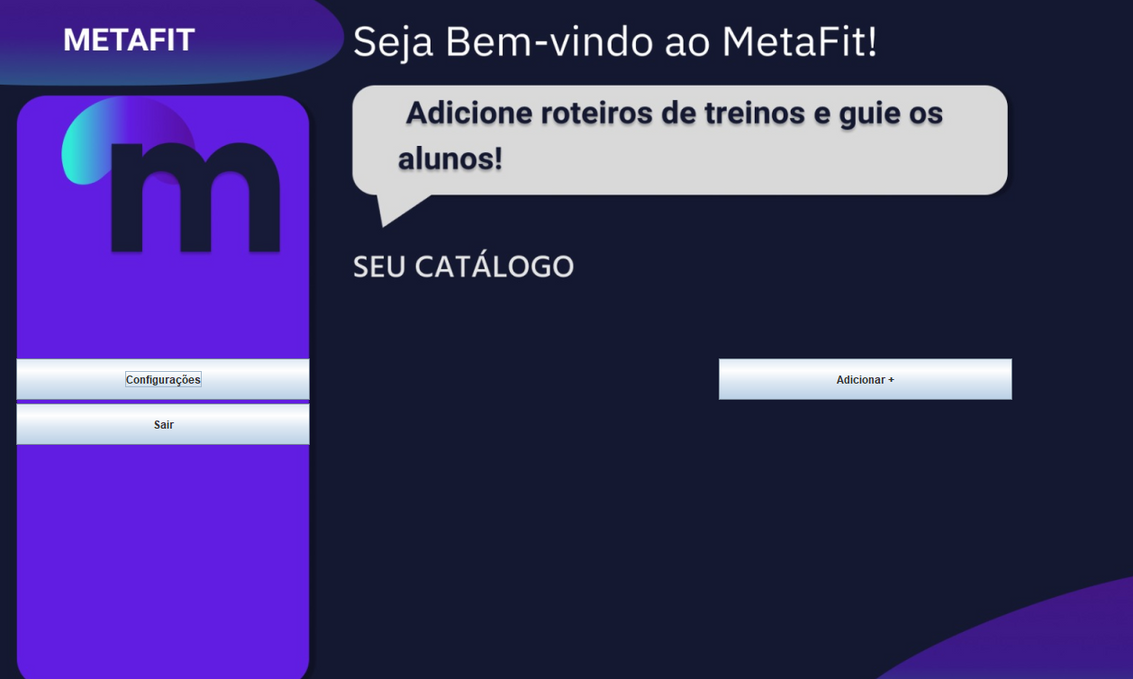 METAFIT
Seja Bem-vindo ao MetaFit!
Adicione roteiros de treinos e guie os
alunos!
m
SEU CATÁLOGO
Configurações
Adicionar +
Sair